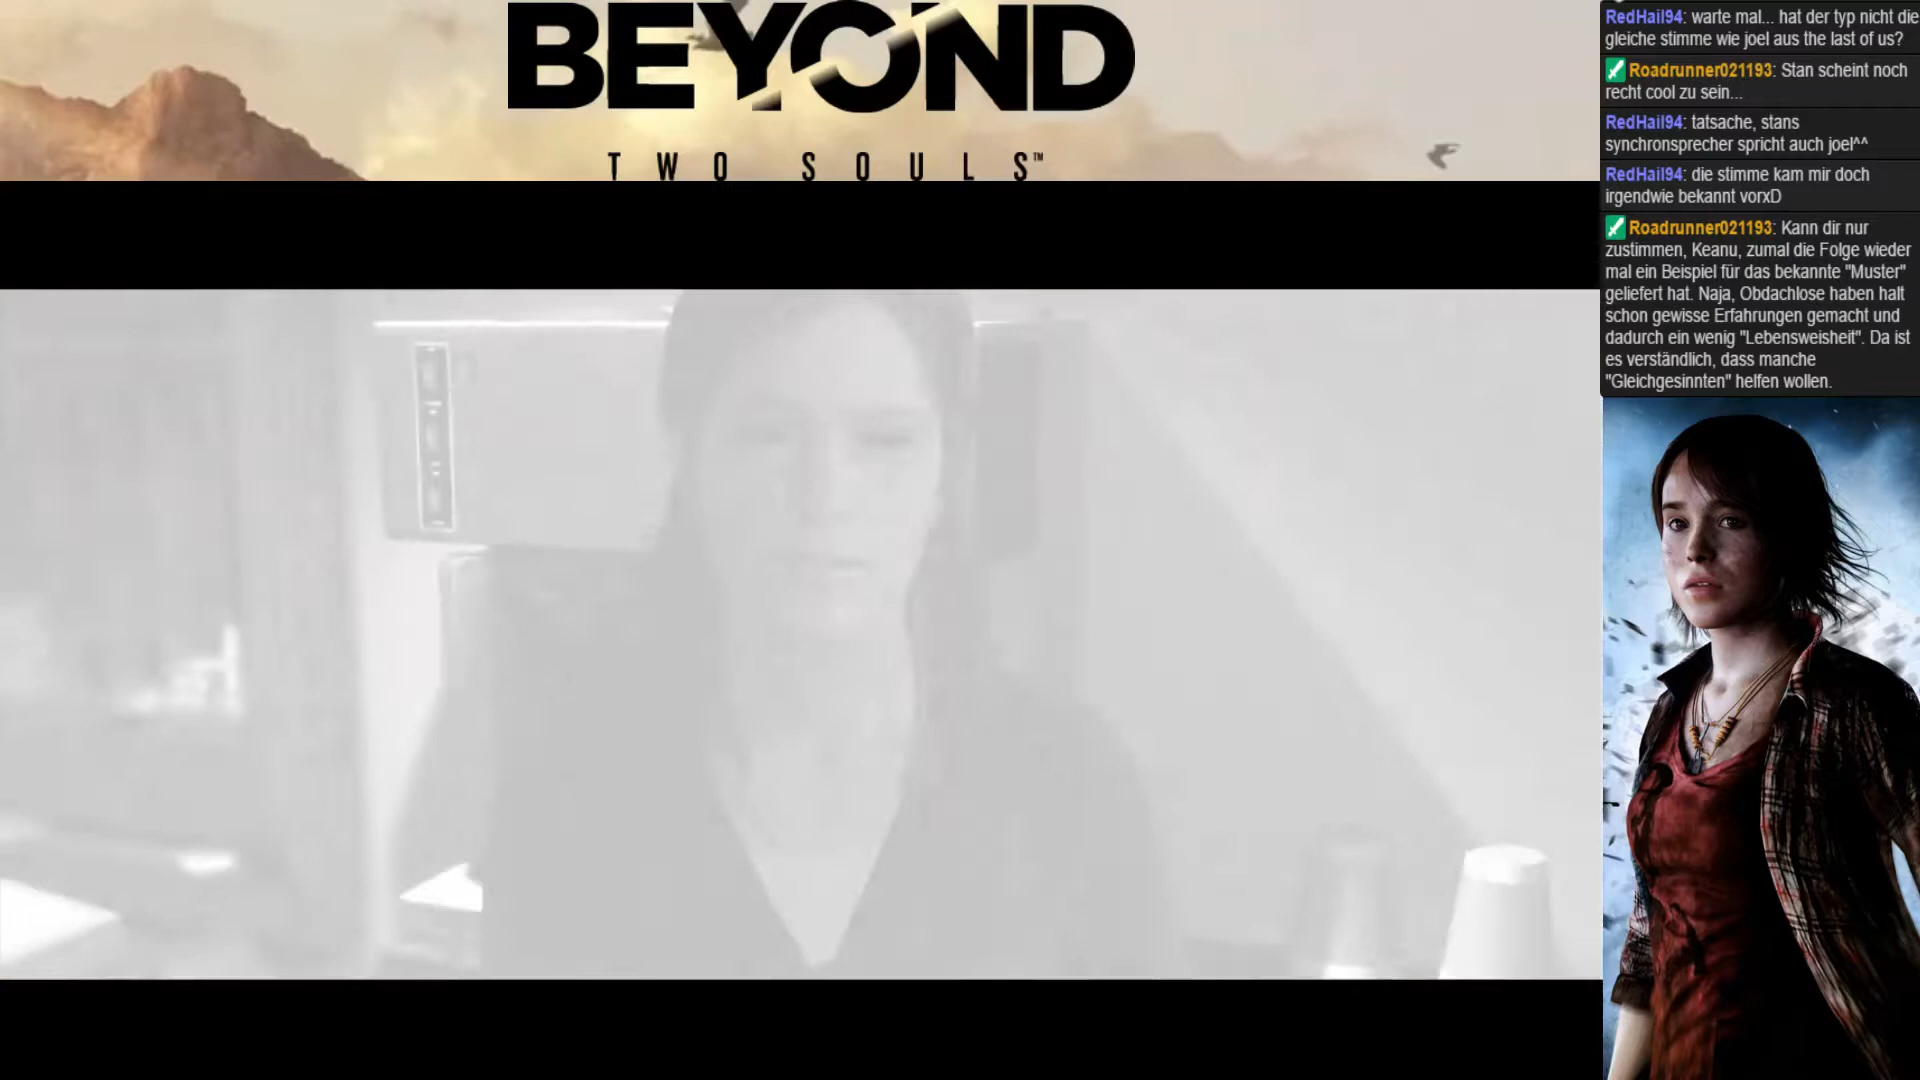 BEYOND
TWO SOULS™
RedHail94: warte mal... hat der typ nicht die
gleiche stimme wie joel aus the last of us?
Roadrunner021193: Stan scheint noch
recht cool zu sein...
RedHail94: tatsache, stans
synchronsprecher spricht auch joel^^
RedHail94: die stimme kam mir doch
irgendwie bekannt vorxD
Roadrunner021193: Kann dir nur
zustimmen, Keanu, zumal die Folge wieder
mal ein Beispiel für das bekannte "Muster"
geliefert hat. Naja, Obdachlose haben halt
schon gewisse Erfahrungen gemacht und
dadurch ein wenig "Lebensweisheit". Da ist
es verständlich, dass manche
"Gleichgesinnten" helfen wollen.